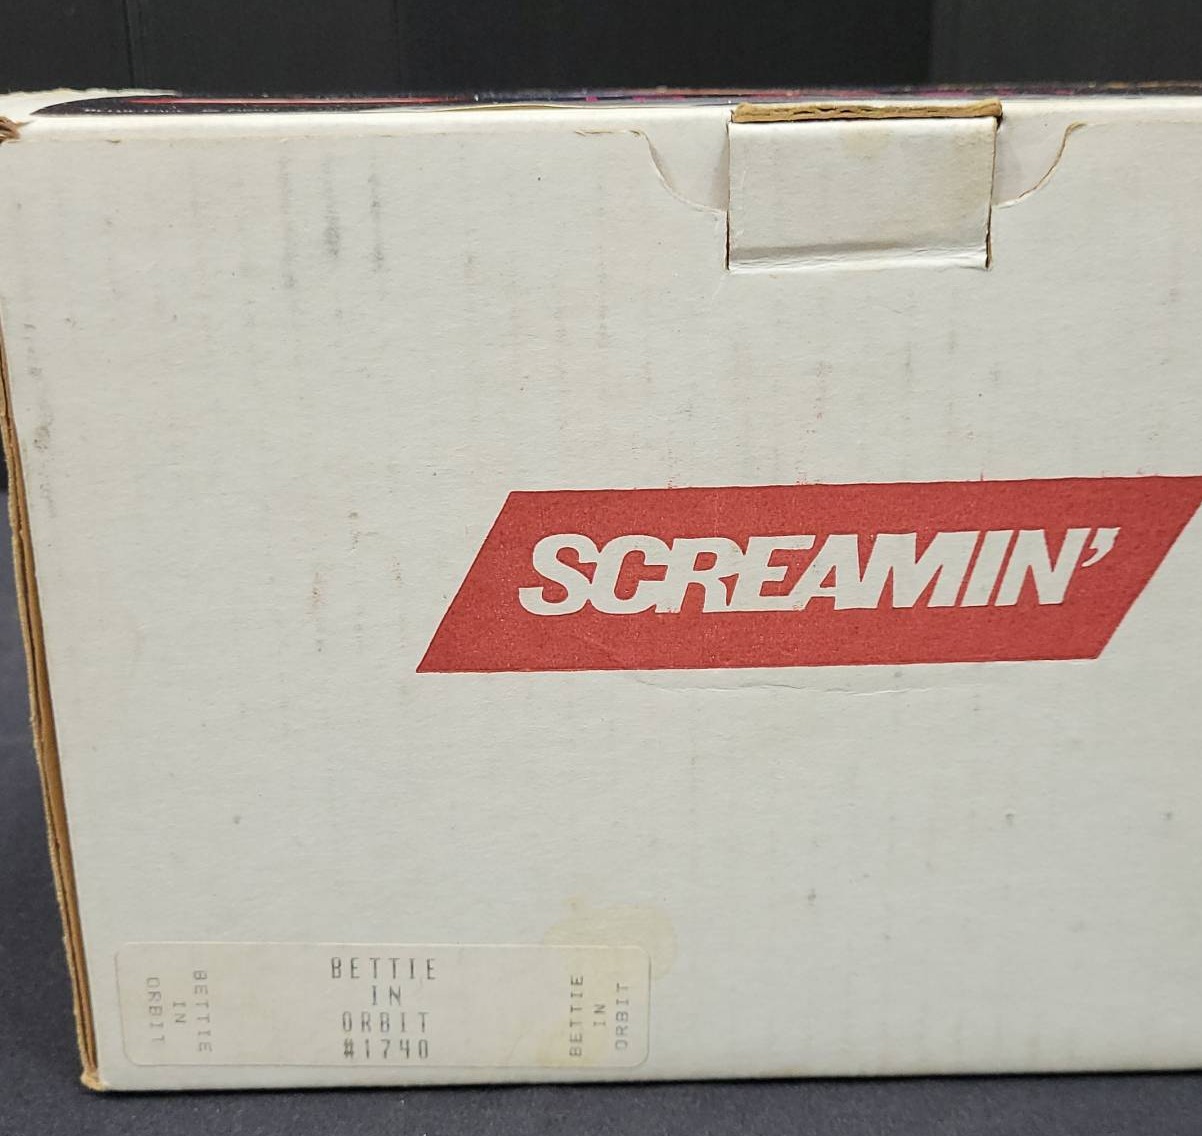 SCREAMIN'
BETTIE
IN
ORBIT
BETTIE
IN
ORBIT
#1740
BETTIE
IN
ORBIT